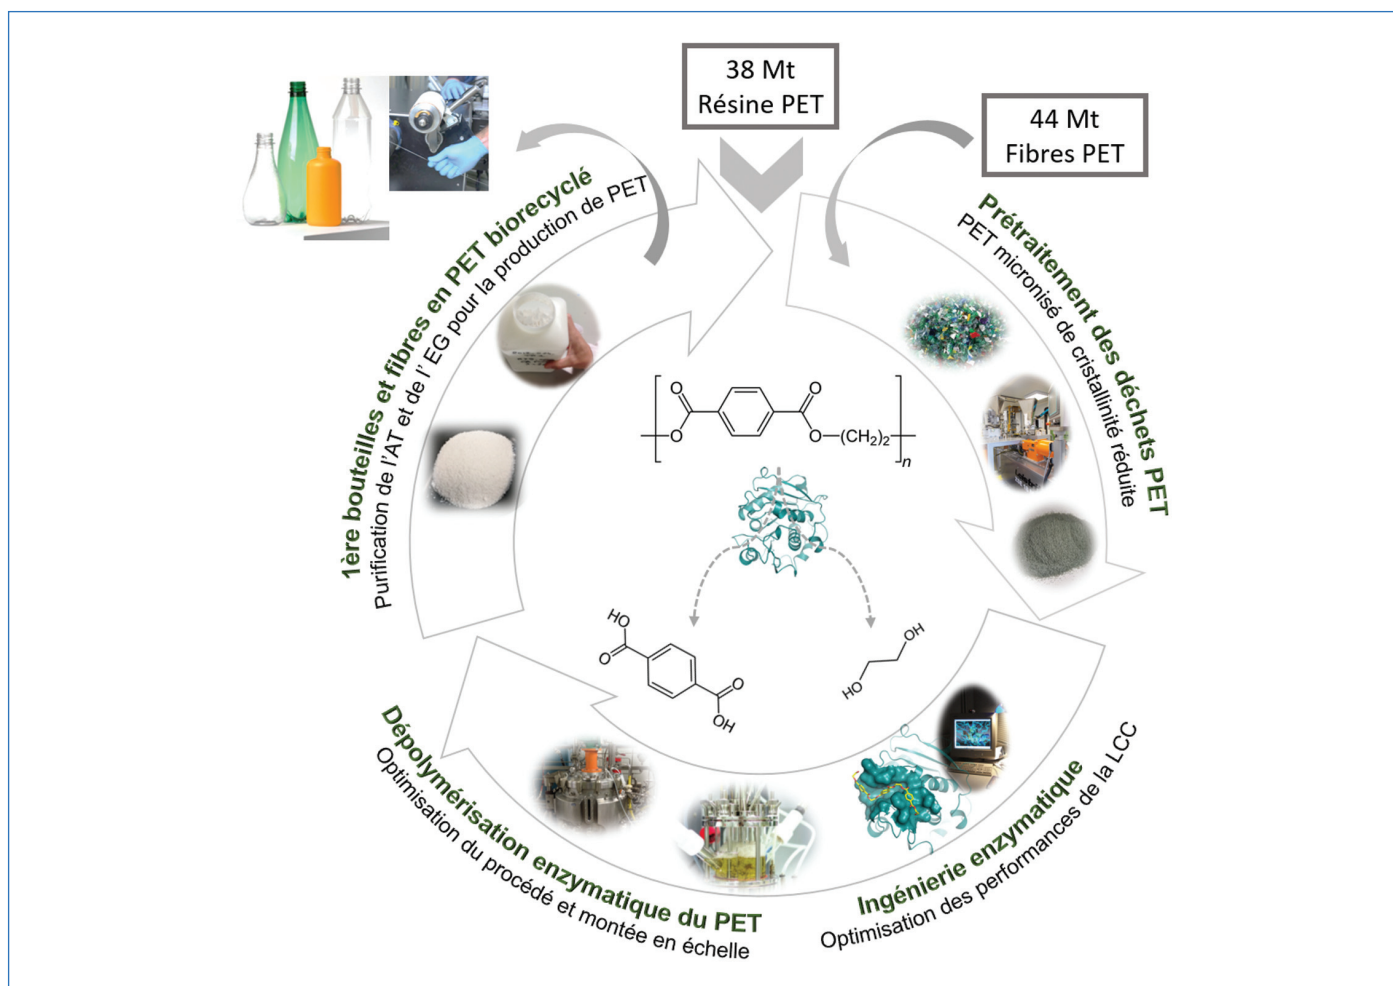 38 Mt
Résine PET
44 Mt
Fibres PET
Prétraitement des déchets PET
PET micronisé de cristallinité réduite
Ingénierie enzymatique
Optimisation des performances de la LCC
Dépolymérisation enzymatique du PET
Optimisation du procédé et montée en échelle
1ère bouteilles et fibres en PET biorecyclé
Purification de l'AT et de l' EG pour la production de PET
O
O
O
O
(CH₂)₂
n
HO
O
O
OH
OH
HO